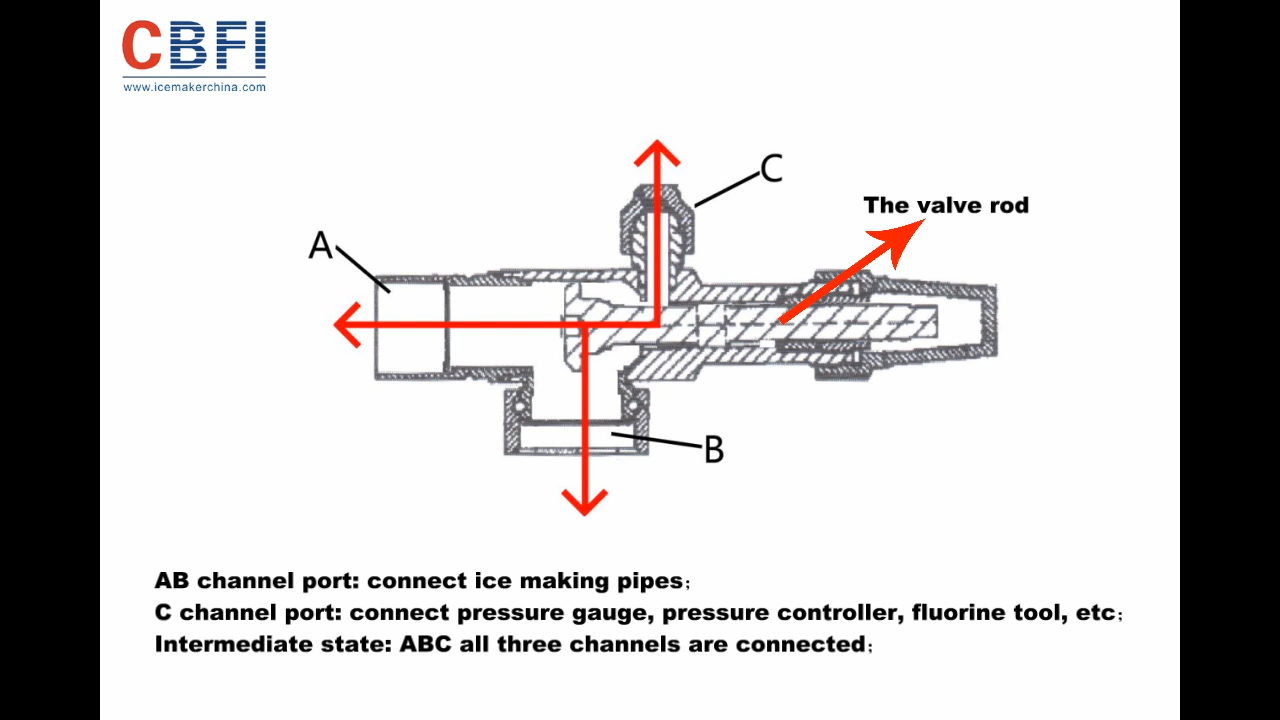 CBFI
www.icemakerchina.com
C
The valve rod
A
B
AB channel port: connect ice making pipes;
C channel port: connect pressure gauge, pressure controller, fluorine tool, etc;
Intermediate state: ABC all three channels are connected;